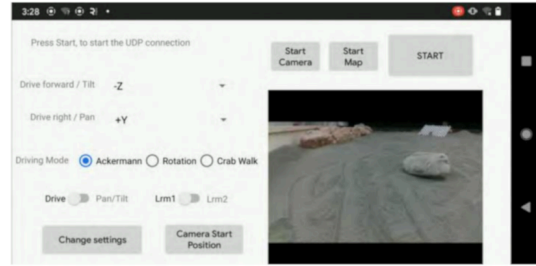 3:28
Press Start, to start the UDP connection
Start Camera
Start Map
START
Drive forward / Tilt -Z
Drive right / Pan +Y
Driving Mode Ackermann Rotation Crab Walk
Drive Pan/Tilt Lrm1 Lrm2
Change settings
Camera Start
Position